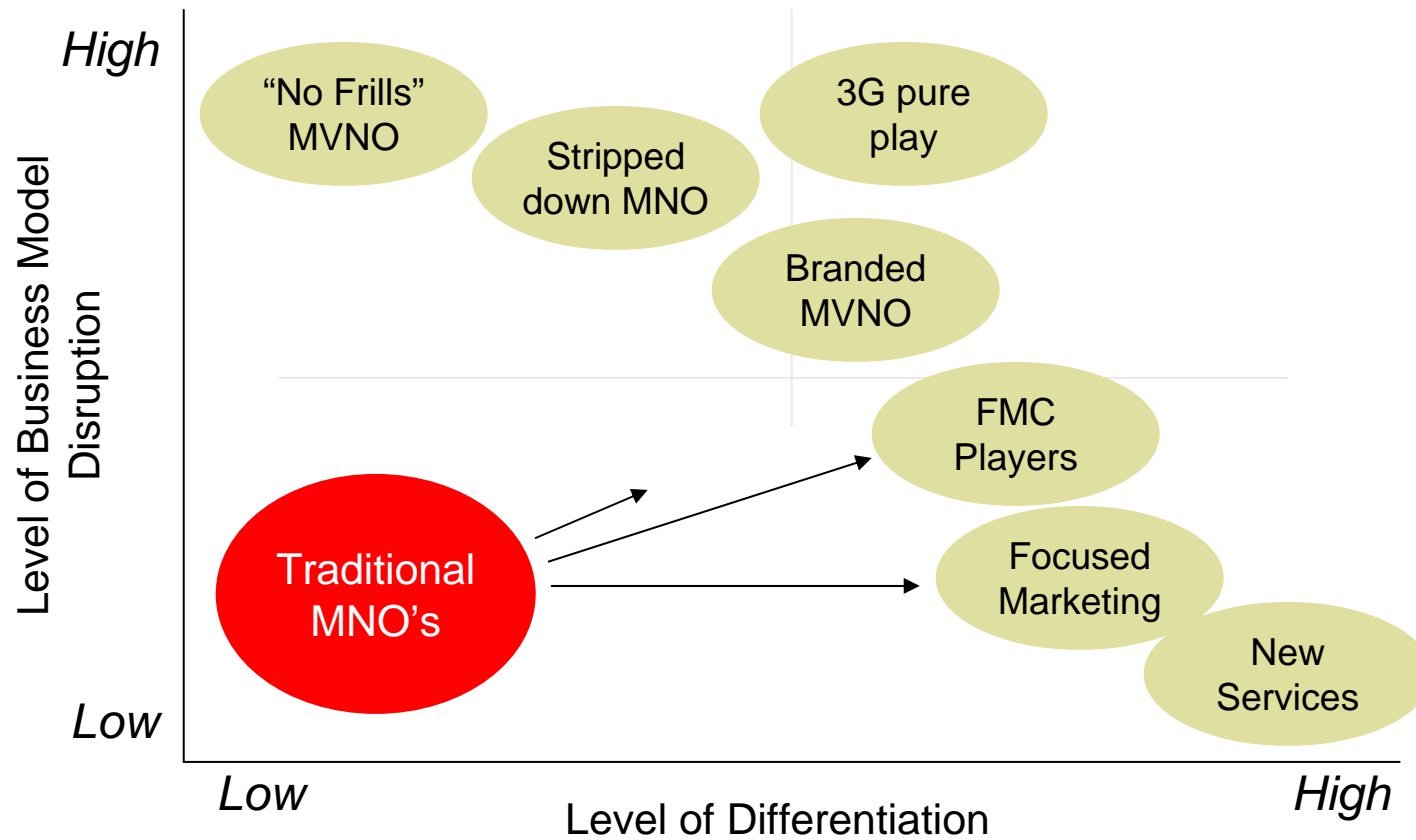 High
“No Frills”
MVNO
3G pure
play
Stripped
down MNO
Branded
MVNO
Level of Business Model
Disruption
FMC
Players
Traditional
MNO’s
Focused
Marketing
New
Services
Low
Low
High
Level of Differentiation